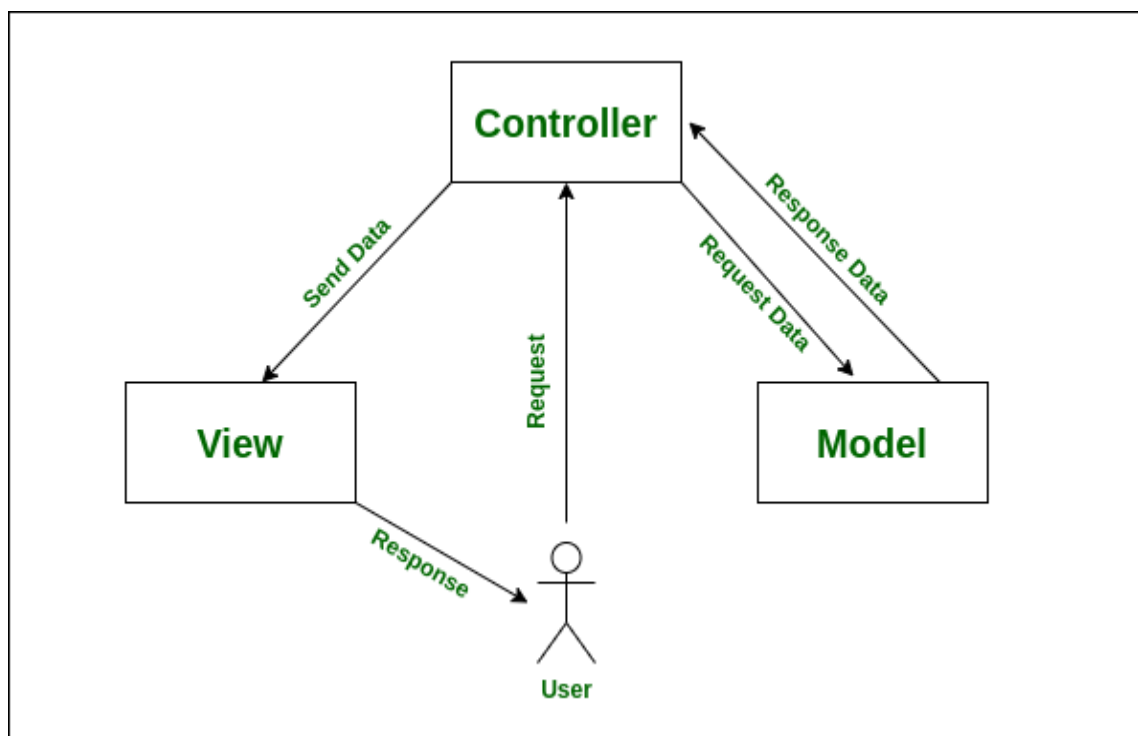 Controller
Send Data
Request
Request Data
Response Data
View
Model
Response
User